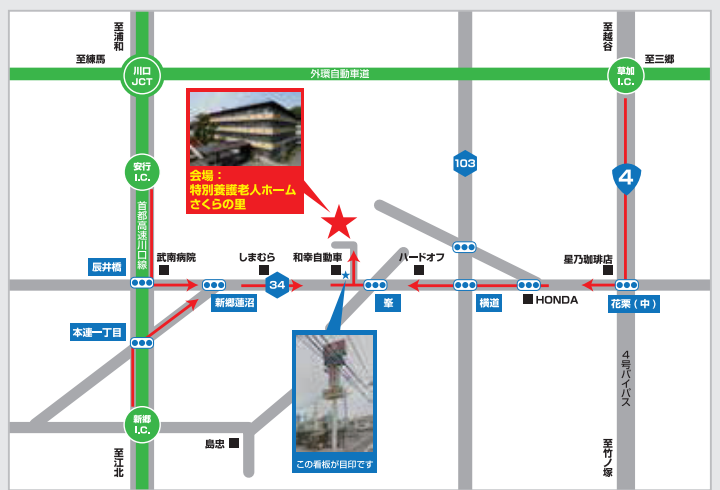 至浦和
至練馬
川口
JCT
外環自動車道
至越谷
草加
I.C.
至三郷
会場：
特別養護老人ホーム
さくらの里
103
4
安行
I.C.
首都高速川口線
辰井橋
武南病院
しまむら
和幸自動車
ハードオフ
星乃珈琲店
34
新郷蓮沼
峯
横道
HONDA
花栗(中)
本蓮一丁目
4号バイパス
新郷
I.C.
島忠
至江北
この看板が目印です
至竹ノ塚